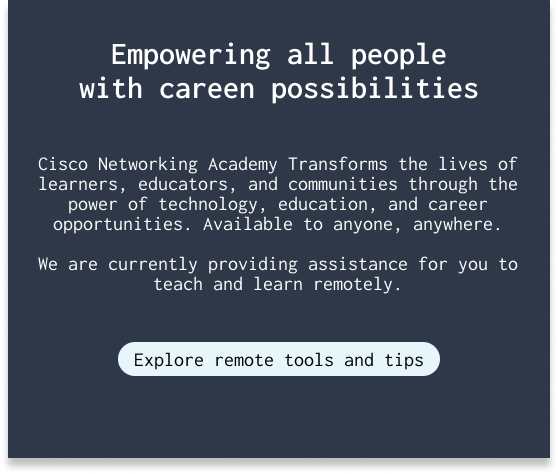 Empowering all people
with careen possibilities
Cisco Networking Academy Transforms the lives of
learners, educators, and communities through the
power of technology, education, and career
opportunities. Available to anyone, anywhere.
We are currently providing assistance for you to
teach and learn remotely.
Explore remote tools and tips